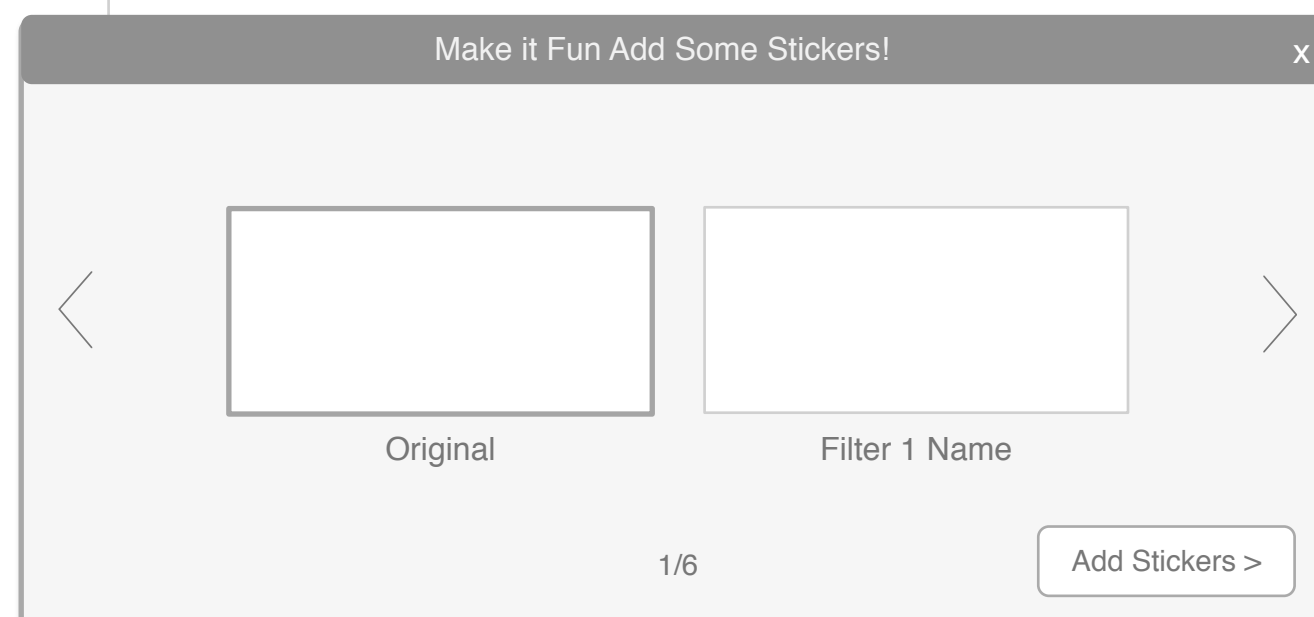 Make it Fun Add Some Stickers!
x
Original
Filter 1 Name
1/6
Add Stickers >